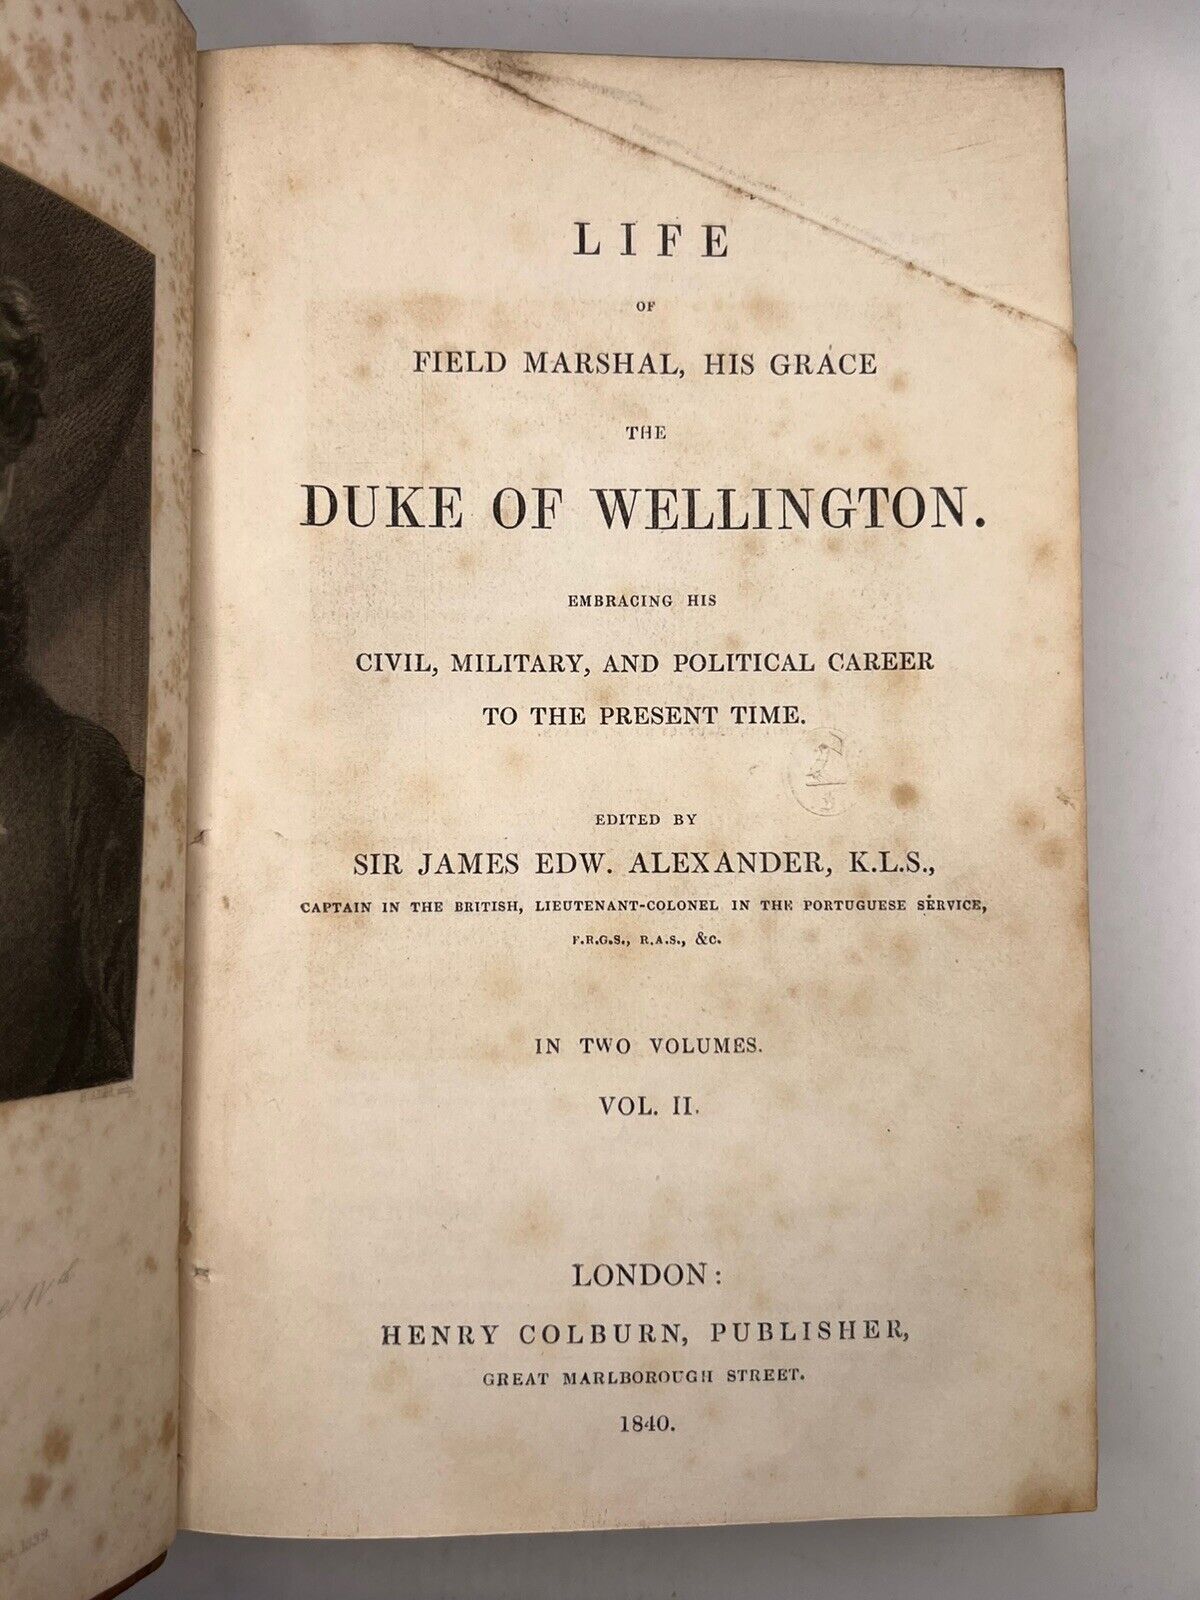 LIFE
OF
FIELD MARSHAL, HIS GRACE
THE
DUKE OF WELLINGTON.
EMBRACING HIS
CIVIL, MILITARY, AND POLITICAL CAREER
TO THE PRESENT TIME.
EDITED BY
SIR JAMES EDW. ALEXANDER, K.L.S.,
CAPTAIN IN THE BRITISH, LIEUTENANT-COLONEL IN THE PORTUGUESE SERVICE,
F.R.G.S., R.A.S., &C.
IN TWO VOLUMES.
VOL. II.
LONDON:
HENRY COLBURN, PUBLISHER,
GREAT MARLBOROUGH STREET.
1840.